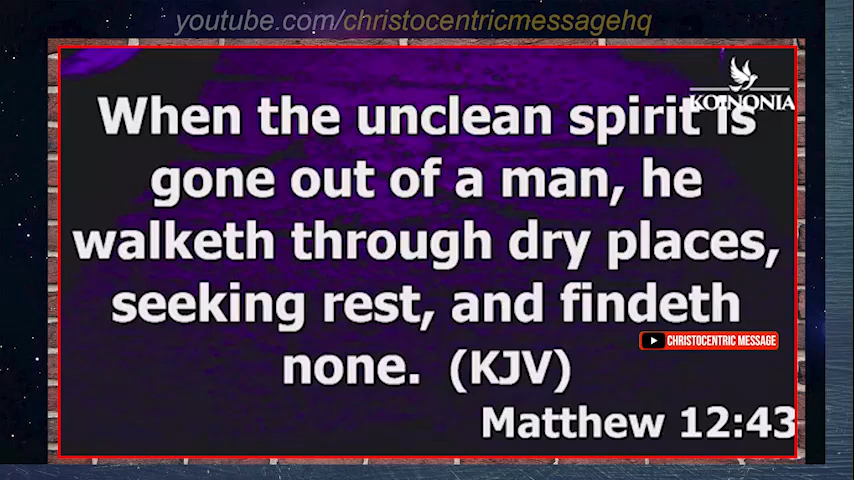 youtube.com/christocentricmessagehq
KOINONIA
When the unclean spirit is
gone out of a man, he
walketh through dry places,
seeking rest, and findeth
CHRISTOCENTRIC MESSAGE
none. (KJV)
Matthew 12:43